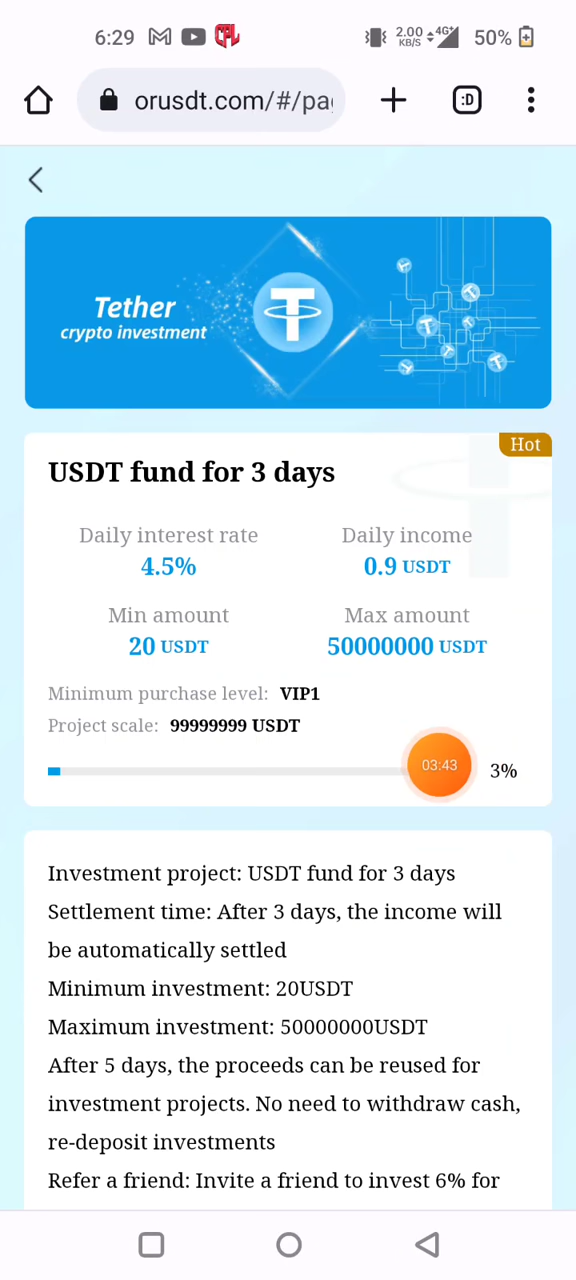 6:29
2.00 KB/S 4G+ 50%
orusdt.com/#/pa
:D
Tether
crypto investment
Hot
USDT fund for 3 days
Daily interest rate Daily income
4.5% 0.9 USDT
Min amount Max amount
20 USDT 50000000 USDT
Minimum purchase level: VIP1
Project scale: 99999999 USDT
03:43 3%
Investment project: USDT fund for 3 days
Settlement time: After 3 days, the income will
be automatically settled
Minimum investment: 20USDT
Maximum investment: 50000000USDT
After 5 days, the proceeds can be reused for
investment projects. No need to withdraw cash,
re-deposit investments
Refer a friend: Invite a friend to invest 6% for